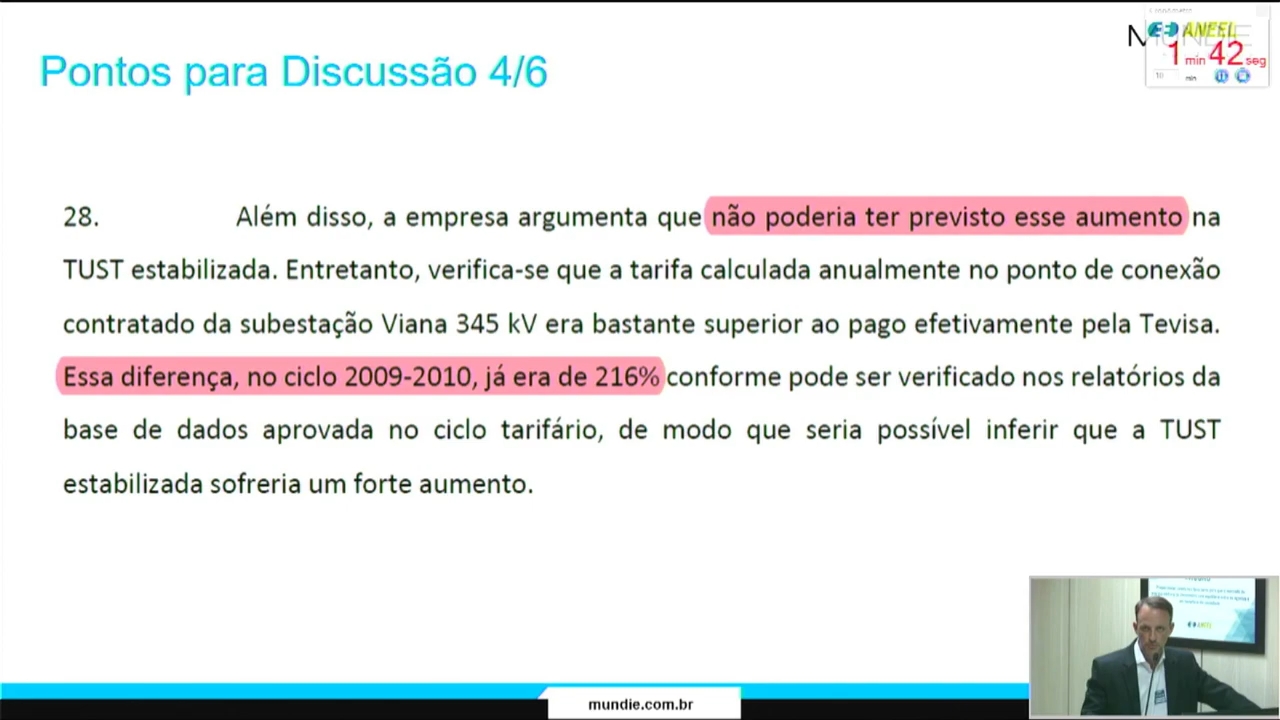 Pontos para Discussão 4/6
ANEEL
1 min 42 seg
10 min
28. Além disso, a empresa argumenta que não poderia ter previsto esse aumento na
TUST estabilizada. Entretanto, verifica-se que a tarifa calculada anualmente no ponto de conexão
contratado da subestação Viana 345 kV era bastante superior ao pago efetivamente pela Tevisa.
Essa diferença, no ciclo 2009-2010, já era de 216% conforme pode ser verificado nos relatórios da
base de dados aprovada no ciclo tarifário, de modo que seria possível inferir que a TUST
estabilizada sofreria um forte aumento.
ANEEL
mundie.com.br